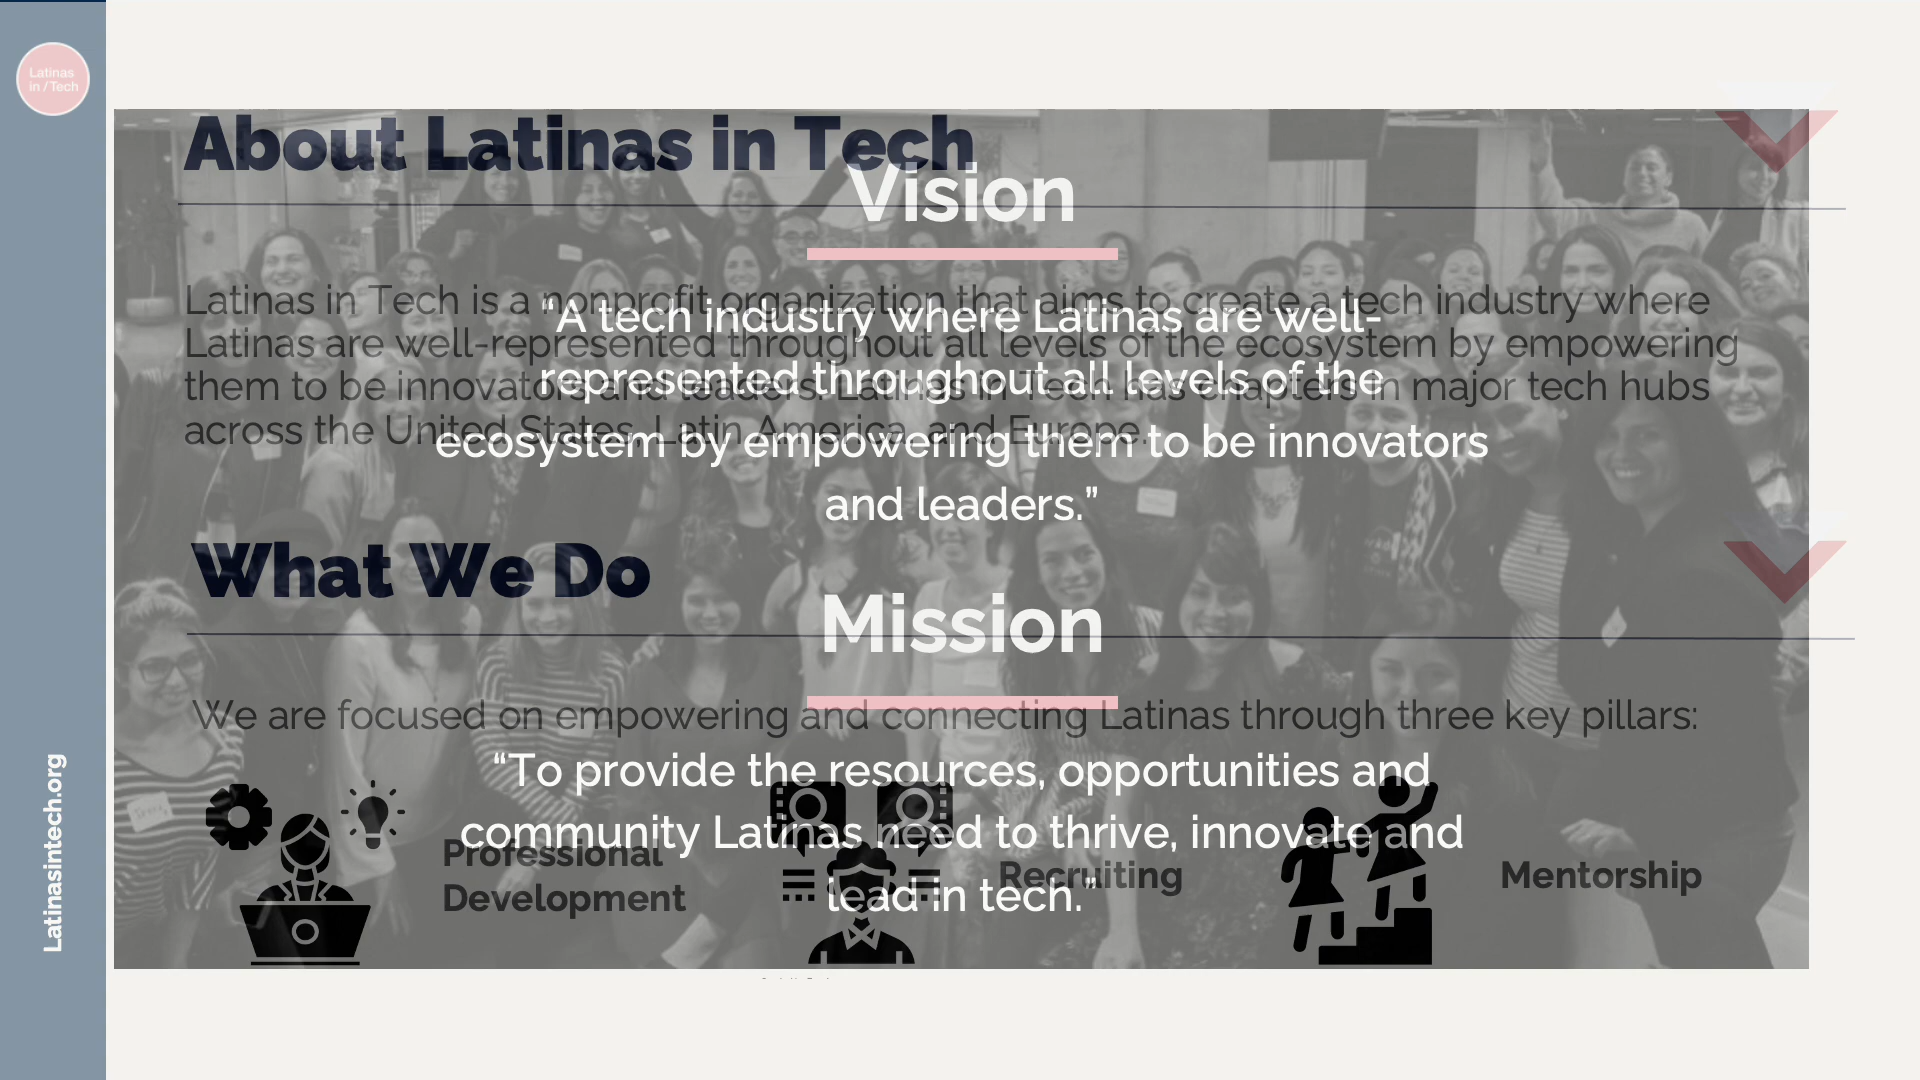 Latinas
in/Tech
About Latinas in Tech
Latinas in Tech is a nonprofit organization that aims to create a tech industry where
Latinas are well-represented throughout all levels of the ecosystem by empowering
them to be innovators and leaders. Latinas in Tech has chapters in major tech hubs
across the United States, Latin America, and Europe.
What We Do
We are focused on empowering and connecting Latinas through three key pillars:
Professional
Development
Recruiting
Mentorship
Vision
“A tech industry where Latinas are well-
represented throughout all levels of the
ecosystem by empowering them to be innovators
and leaders.”
Mission
“To provide the resources, opportunities and
community Latinas need to thrive, innovate and
lead in tech.”
Latinasintech.org